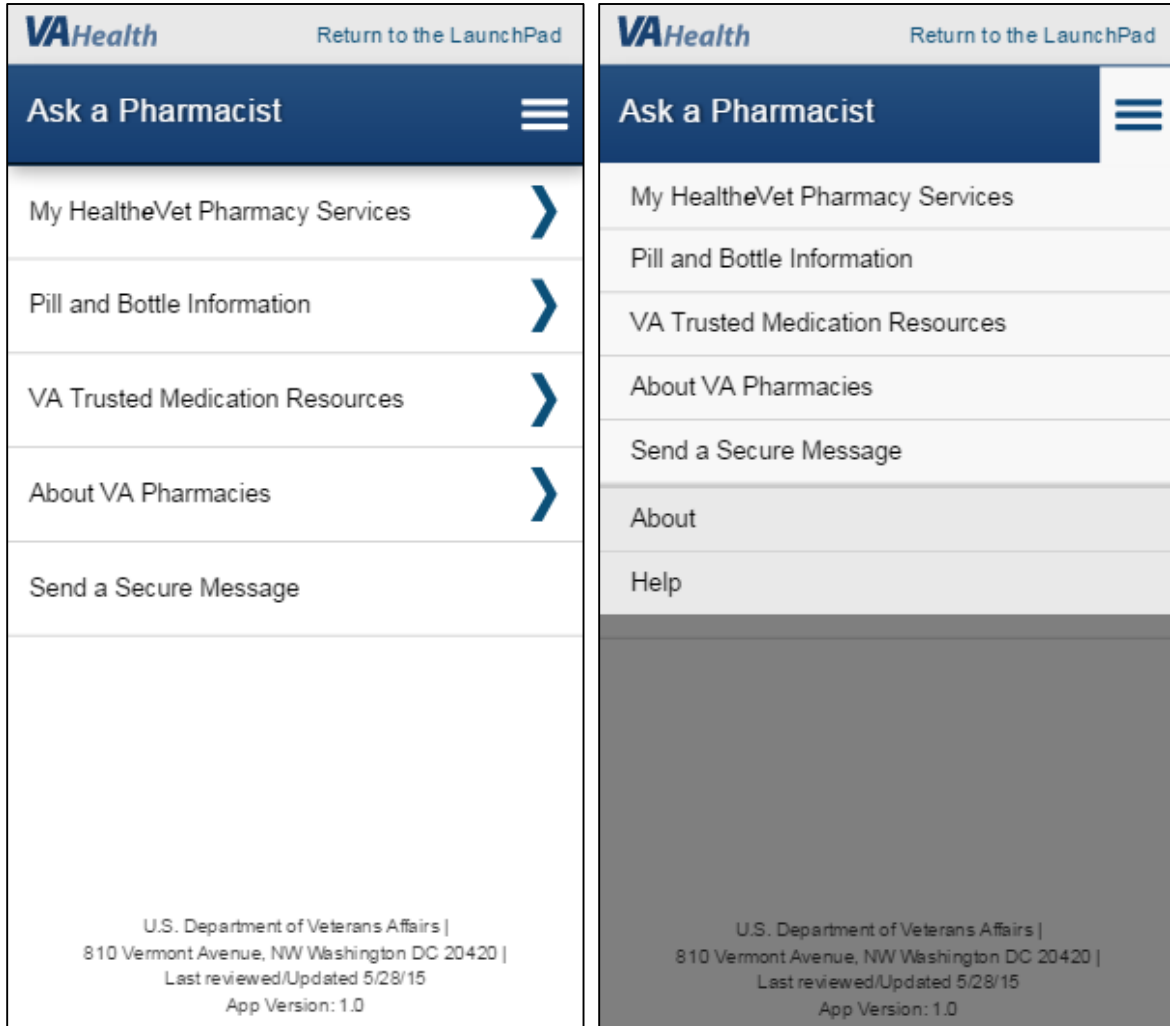 VAHealth Return to the LaunchPad
Ask a Pharmacist
My HealtheVet Pharmacy Services
Pill and Bottle Information
VA Trusted Medication Resources
About VA Pharmacies
Send a Secure Message
U.S. Department of Veterans Affairs |
810 Vermont Avenue, NW Washington DC 20420 |
Last reviewed/Updated 5/28/15
App Version: 1.0
VAHealth Return to the LaunchPad
Ask a Pharmacist
My HealtheVet Pharmacy Services
Pill and Bottle Information
VA Trusted Medication Resources
About VA Pharmacies
Send a Secure Message
About
Help
U.S. Department of Veterans Affairs |
810 Vermont Avenue, NW Washington DC 20420 |
Last reviewed/Updated 5/28/15
App Version: 1.0